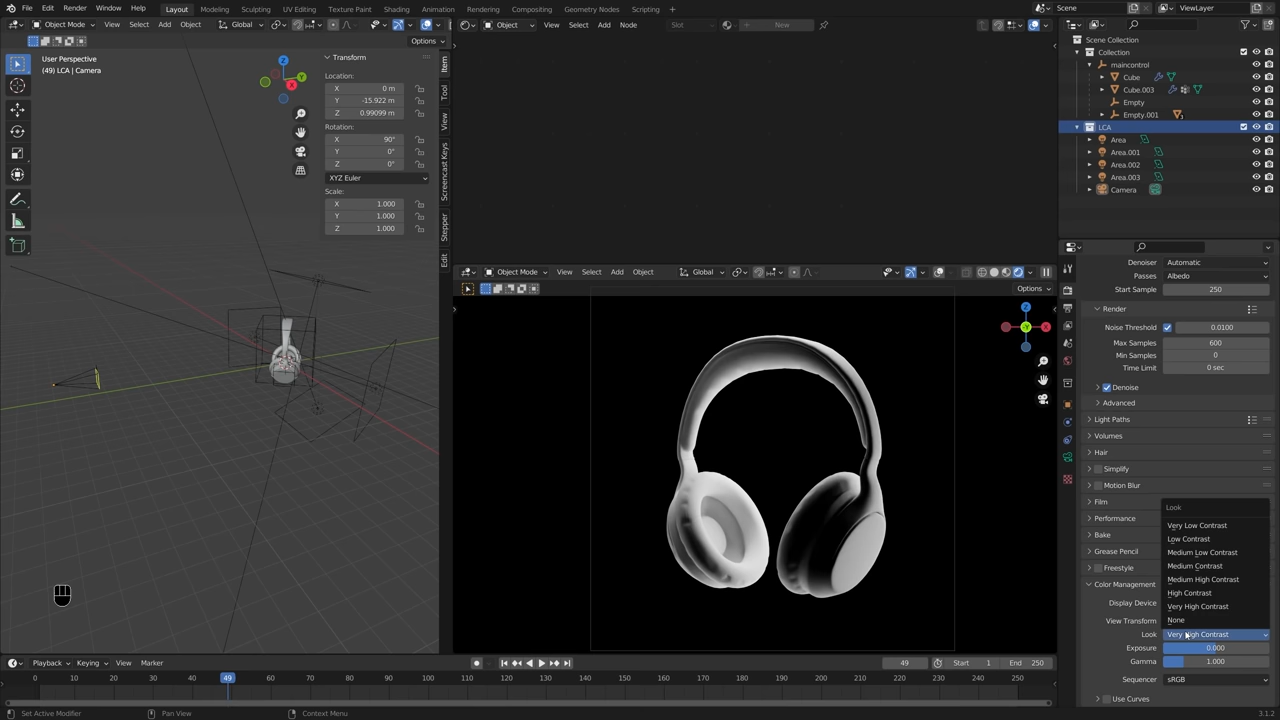 File Edit Render Window Help Layout Modeling Sculpting UV Editing Texture Paint Shading Animation Rendering Compositing Geometry Nodes Scripting + Scene ViewLayer
Object Mode View Select Add Object Global
Object View Select Add Node Slot New
Options
User Perspective
(49) LCA | Camera
Transform
Location:
X 0 m
Y -15.922 m
Z 0.99099 m
Rotation:
X 90°
Y 0°
Z 0°
XYZ Euler
Scale:
X 1.000
Y 1.000
Z 1.000
Item
Tool
View
Screencast Keys
Stepper
Edit
Z
Y
X
Object Mode View Select Add Object Global
Options
Z
-Y
X
Scene Collection
Collection
maincontrol
Cube
Cube.003
Empty
Empty.001
LCA
Area
Area.001
Area.002
Area.003
Camera
Denoiser Automatic
Passes Albedo
Start Sample 250
Render
Noise Threshold 0.0100
Max Samples 600
Min Samples 0
Time Limit 0 sec
Denoise
Advanced
Light Paths
Volumes
Hair
Simplify
Motion Blur
Film
Performance
Bake
Grease Pencil
Freestyle
Color Management
Display Device
View Transform
Look
Very Low Contrast
Low Contrast
Medium Low Contrast
Medium Contrast
Medium High Contrast
High Contrast
Very High Contrast
None
Look Very High Contrast
Exposure 0.000
Gamma 1.000
Sequencer sRGB
Use Curves
Playback Keying View Marker 49 Start 1 End 250
0 10 20 30 40 49 50 60 70 80 90 100 110 120 130 140 150 160 170 180 190 200 210 220 230 240 250
Set Active Modifier Pan View Context Menu 3.1.2